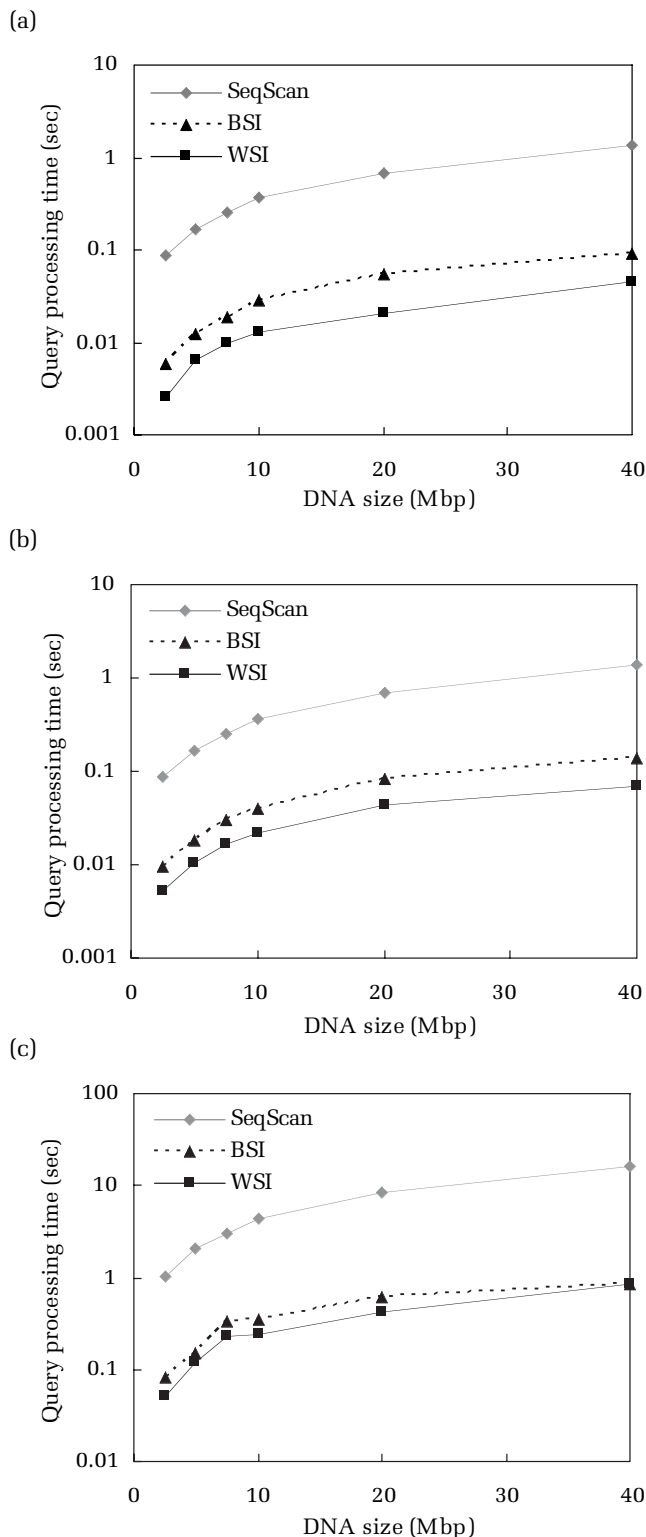 (a)
10
1
0.1
0.01
0.001
Query processing time (sec)
SeqScan
BSI
WSI
0 10 20 30 40
DNA size (Mbp)
(b)
10
1
0.1
0.01
0.001
Query processing time (sec)
SeqScan
BSI
WSI
0 10 20 30 40
DNA size (Mbp)
(c)
100
10
1
0.1
0.01
Query processing time (sec)
SeqScan
BSI
WSI
0 10 20 30 40
DNA size (Mbp)